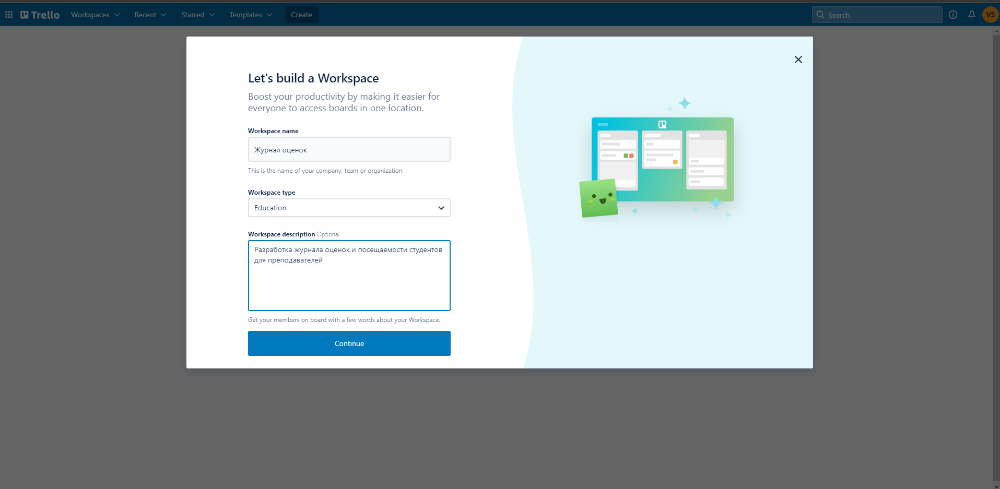 Trello
Workspaces
Recent
Starred
Templates
Create
Search
VS
Let's build a Workspace
Boost your productivity by making it easier for
everyone to access boards in one location.
Workspace name
Журнал оценок
This is the name of your company, team or organization.
Workspace type
Education
Workspace description Optional
Разработка журнала оценок и посещаемости студентов
для преподавателей
Get your members on board with a few words about your Workspace.
Continue